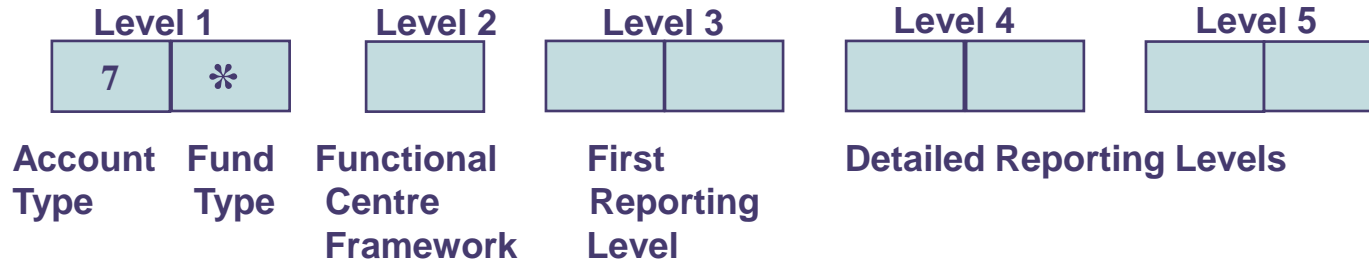 Level 1 Level 2 Level 3 Level 4 Level 5
7 *
Account Fund Functional First Detailed Reporting Levels
Type Type Centre Reporting
Framework Level